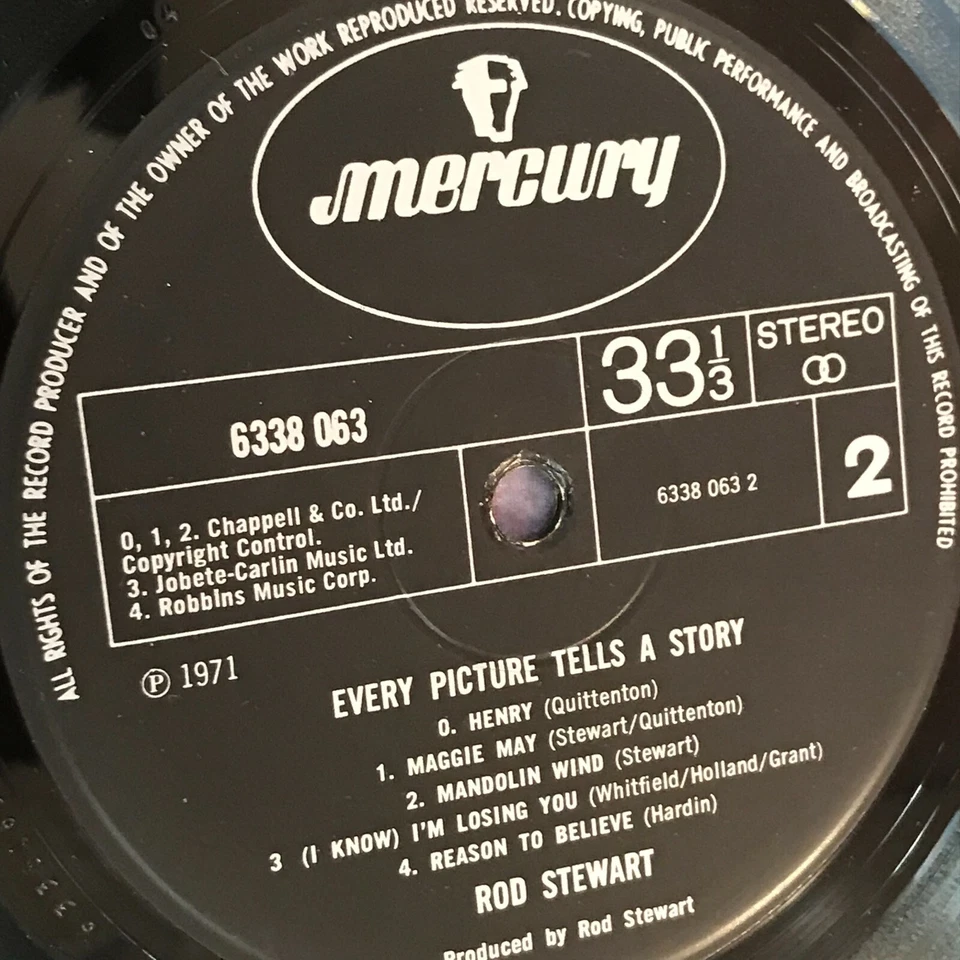 ALL RIGHTS OF THE RECORD PRODUCER AND OF THE OWNER OF THE WORK REPRODUCED RESERVED. COPYING, PUBLIC PERFORMANCE AND BROADCASTING OF THIS RECORD PROHIBITED
mercury
33 1/3
STEREO
6338 063
6338 063 2
2
0, 1, 2. Chappell & Co. Ltd./
Copyright Control.
3. Jobete-Carlin Music Ltd.
4. Robbins Music Corp.
Ⓟ 1971
EVERY PICTURE TELLS A STORY
0. HENRY (Quittenton)
1. MAGGIE MAY (Stewart/Quittenton)
2. MANDOLIN WIND (Stewart)
3 (I KNOW) I'M LOSING YOU (Whitfield/Holland/Grant)
4. REASON TO BELIEVE (Hardin)
ROD STEWART
Produced by Rod Stewart